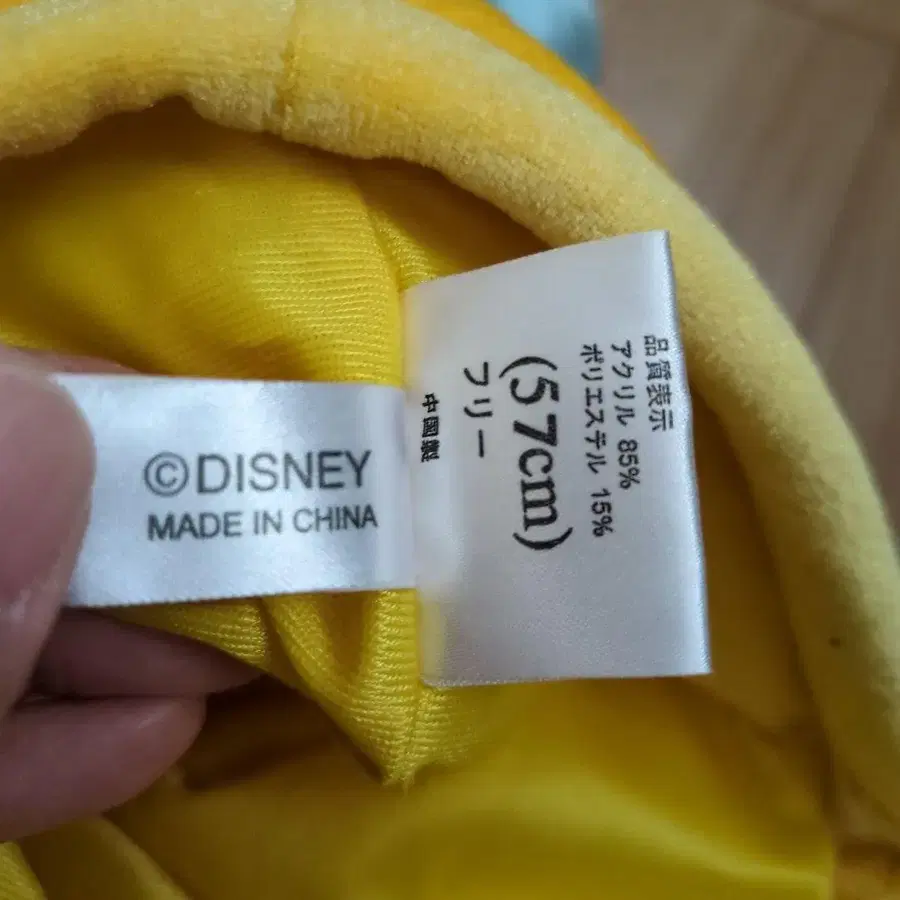 ©DISNEY
MADE IN CHINA
品質表示
アクリル 85%
ポリエステル 15%
(57cm)
フリー
中国製